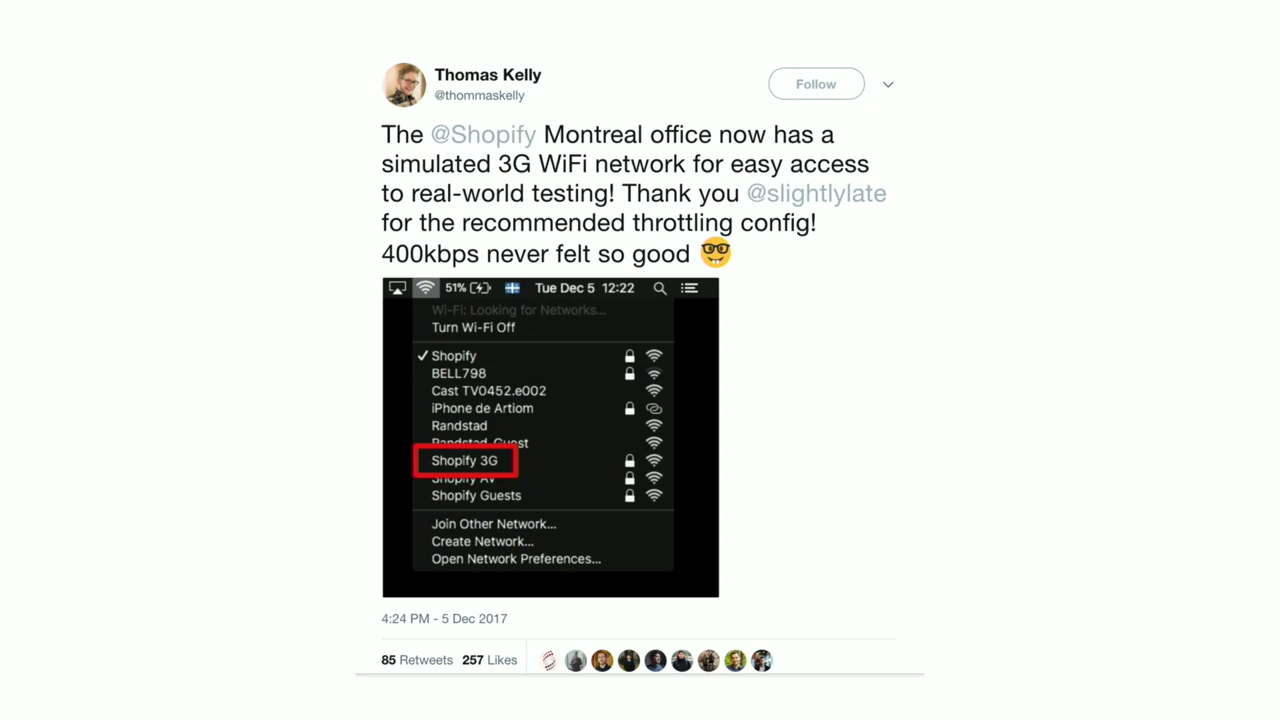 Thomas Kelly
@thommaskelly
Follow
The @Shopify Montreal office now has a
simulated 3G WiFi network for easy access
to real-world testing! Thank you @slightlylate
for the recommended throttling config!
400kbps never felt so good 🤓
51% Tue Dec 5 12:22
Wi-Fi: Looking for Networks...
Turn Wi-Fi Off
✓ Shopify
BELL798
Cast TV0452.e002
iPhone de Artiom
Randstad
Randstad_Guest
Shopify 3G
Shopify AV
Shopify Guests
Join Other Network...
Create Network...
Open Network Preferences...
4:24 PM - 5 Dec 2017
85 Retweets 257 Likes